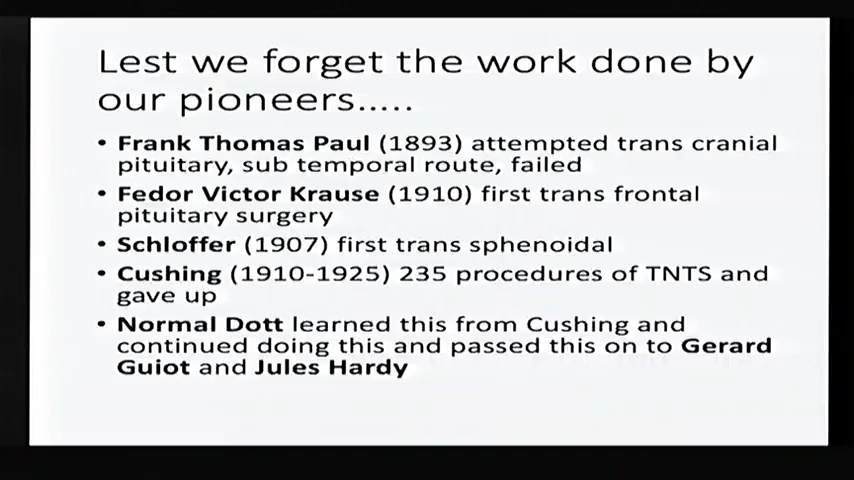 Lest we forget the work done by
our pioneers.....
• Frank Thomas Paul (1893) attempted trans cranial
pituitary, sub temporal route, failed
• Fedor Victor Krause (1910) first trans frontal
pituitary surgery
• Schloffer (1907) first trans sphenoidal
• Cushing (1910-1925) 235 procedures of TNTS and
gave up
• Normal Dott learned this from Cushing and
continued doing this and passed this on to Gerard
Guiot and Jules Hardy